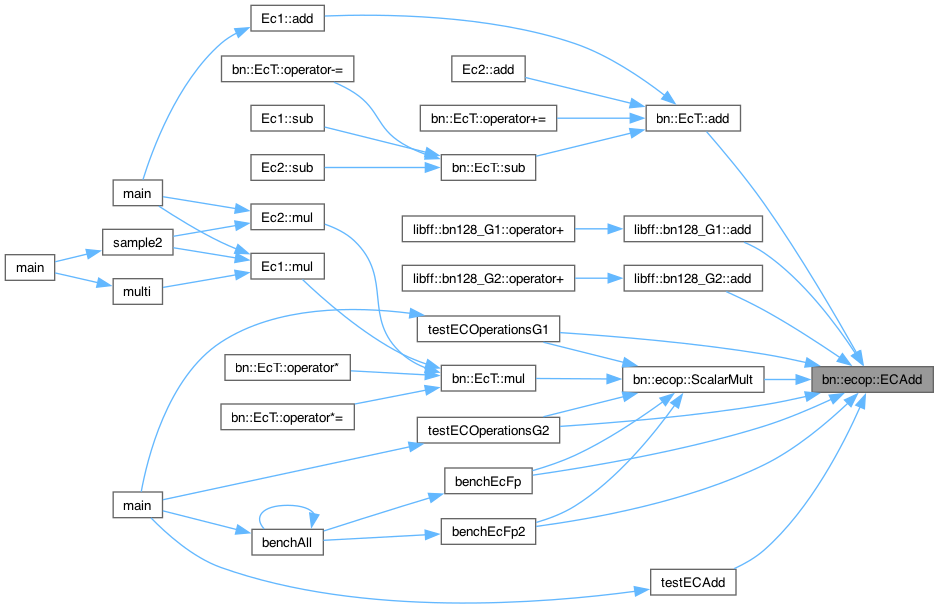 Ec1::add
bn::EcT::operator-=
Ec2::add
Ec1::sub
bn::EcT::operator+=
bn::EcT::add
Ec2::sub
bn::EcT::sub
main
Ec2::mul
libff::bn128_G1::operator+
libff::bn128_G1::add
sample2
main
Ec1::mul
libff::bn128_G2::operator+
libff::bn128_G2::add
multi
testECOperationsG1
bn::EcT::operator*
bn::EcT::mul
bn::ecop::ScalarMult
bn::ecop::ECAdd
bn::EcT::operator*=
testECOperationsG2
benchEcFp
main
benchAll
benchEcFp2
testECAdd